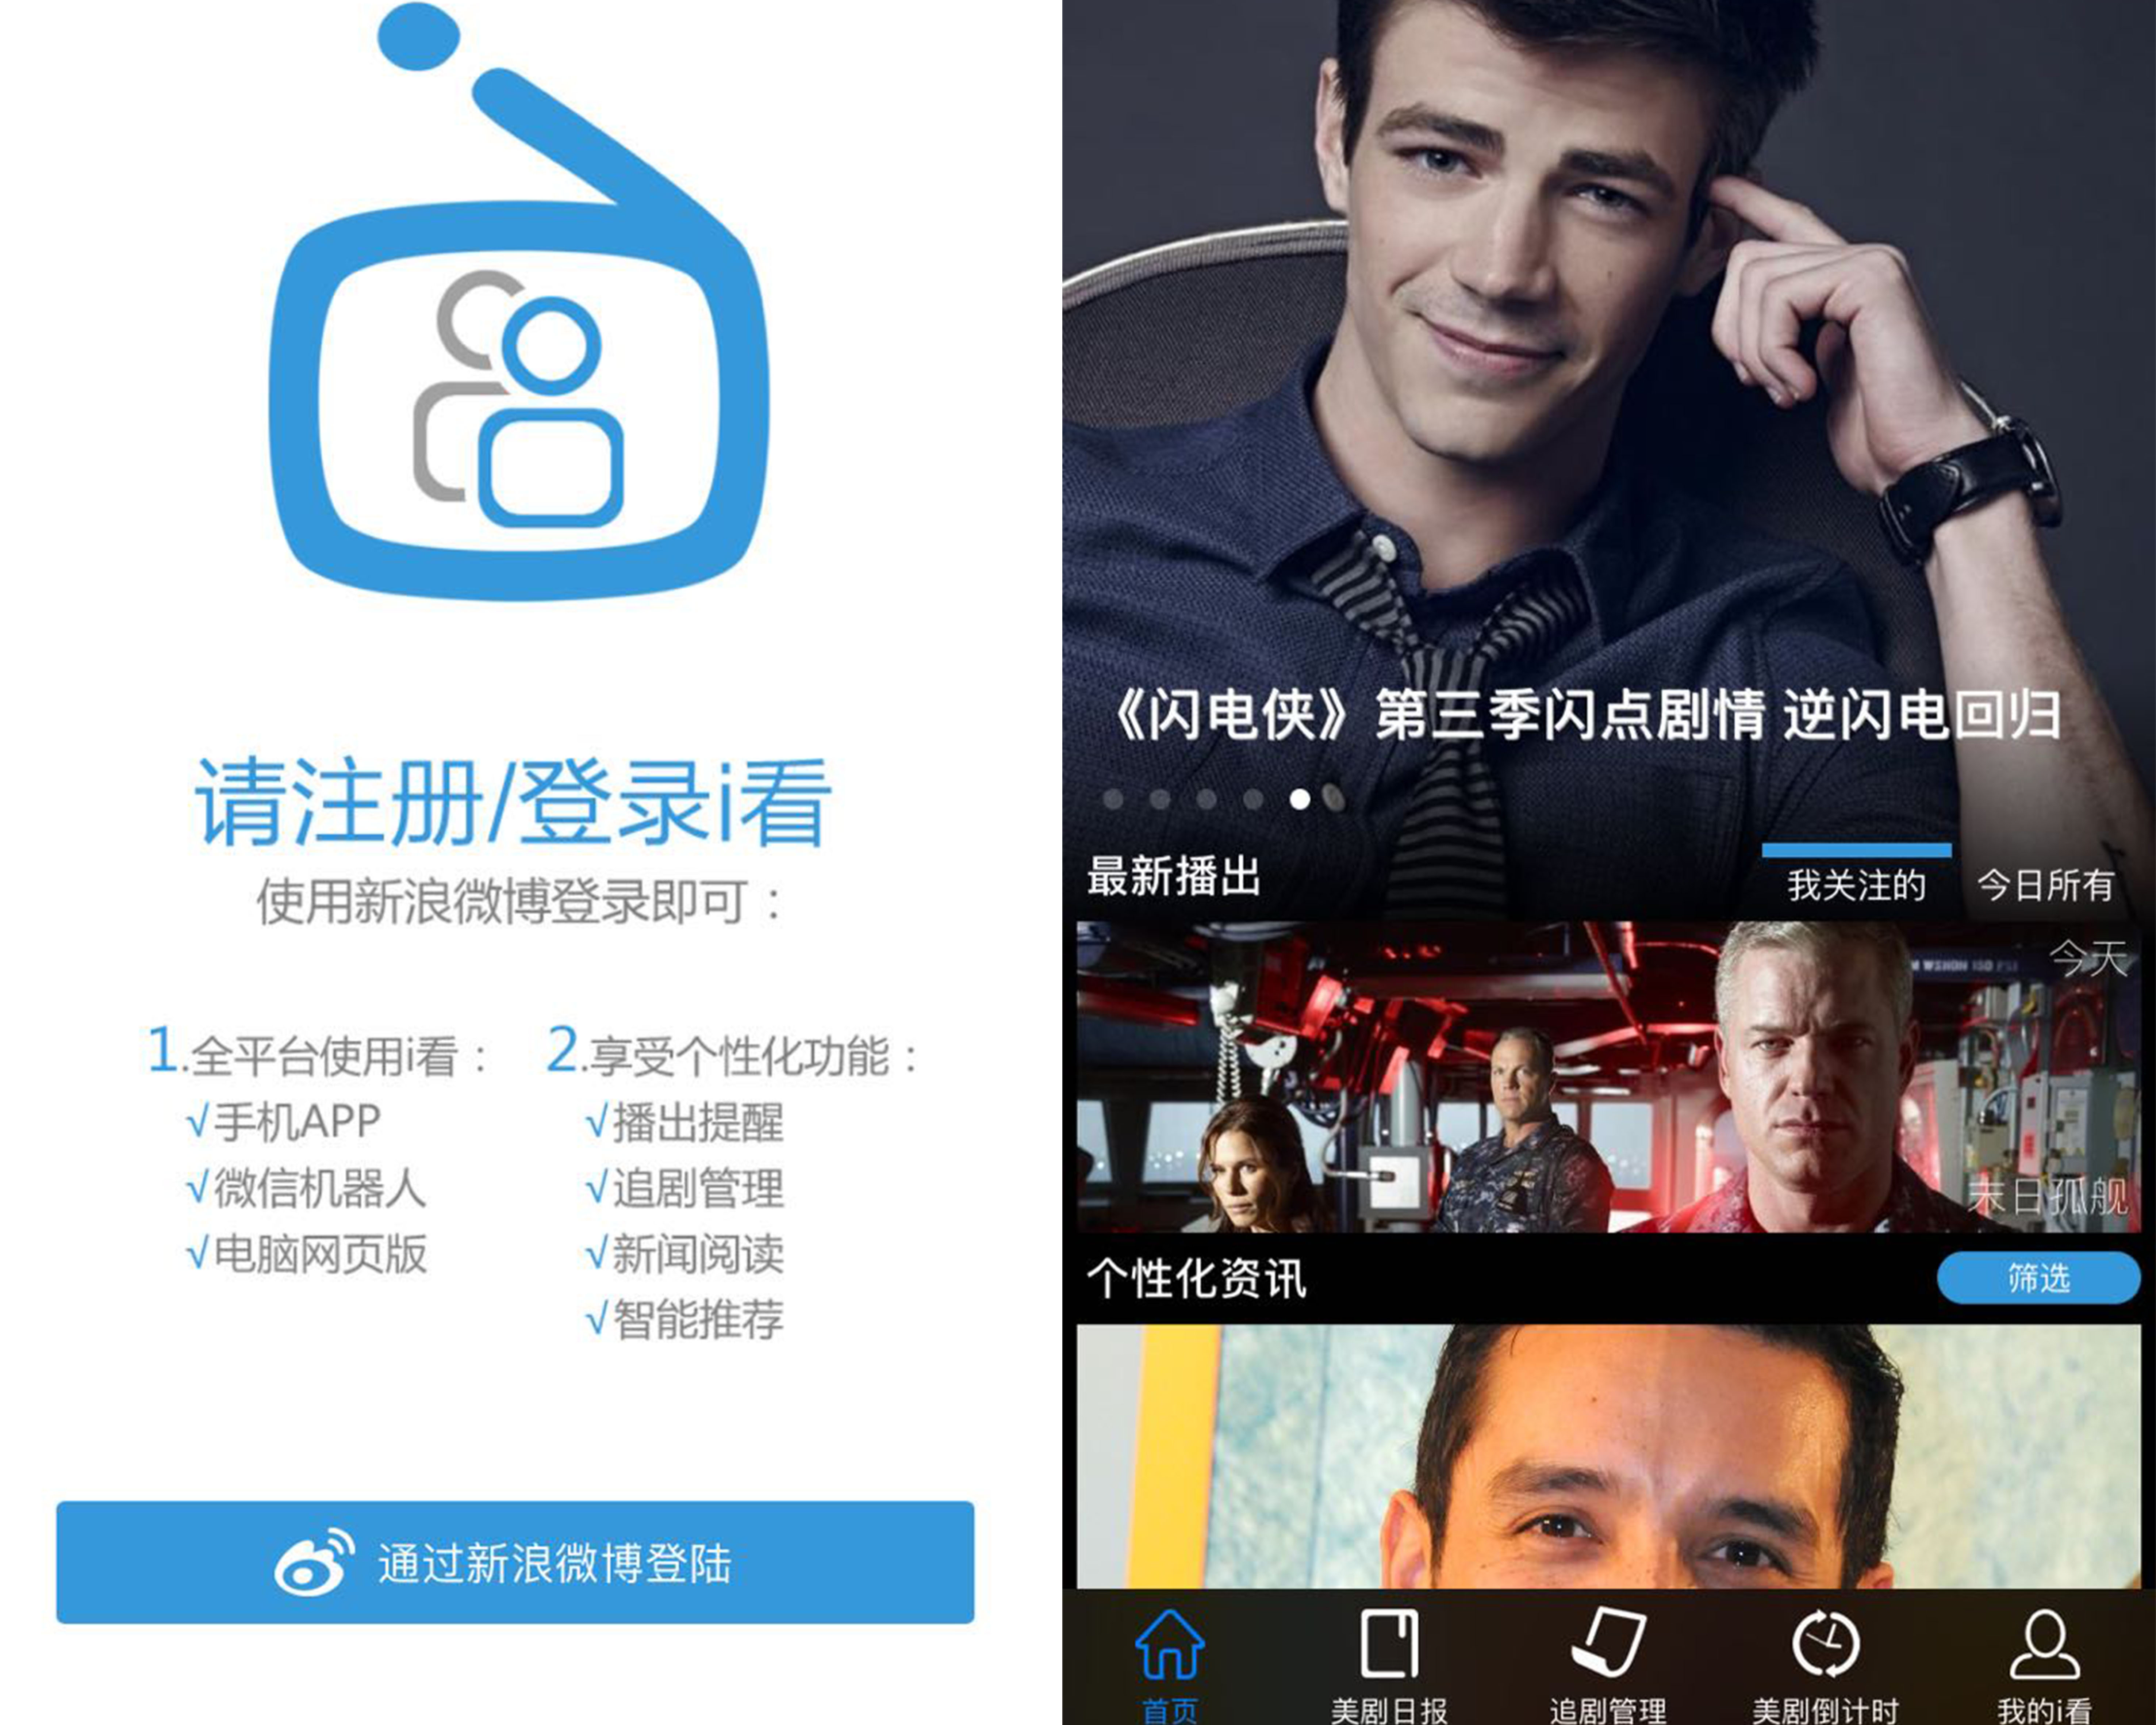 请注册/登录i看
使用新浪微博登录即可：
1.全平台使用i看：
√手机APP
√微信机器人
√电脑网页版
2.享受个性化功能：
√播出提醒
√追剧管理
√新闻阅读
√智能推荐
通过新浪微博登陆
《闪电侠》第三季闪点剧情 逆闪电回归
最新播出
我关注的
今日所有
今天
末日孤舰
个性化资讯
筛选
首页
美剧日报
追剧管理
美剧倒计时
我的i看